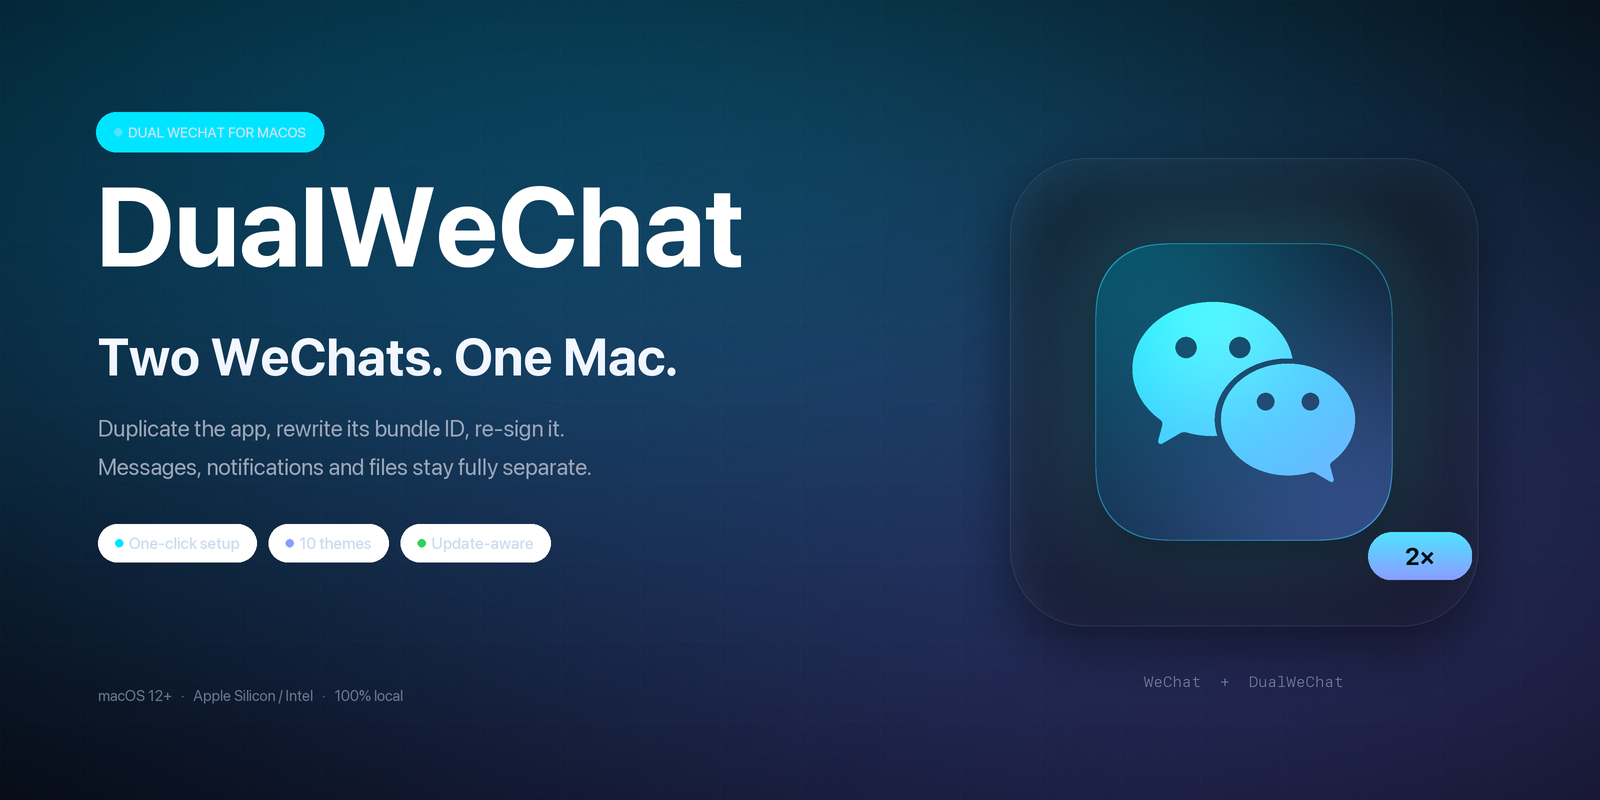 DUAL WECHAT FOR MACOS
DualWeChat
Two WeChats. One Mac.
Duplicate the app, rewrite its bundle ID, re-sign it.
Messages, notifications and files stay fully separate.
One-click setup
10 themes
Update-aware
2×
WeChat + DualWeChat
macOS 12+ · Apple Silicon / Intel · 100% local